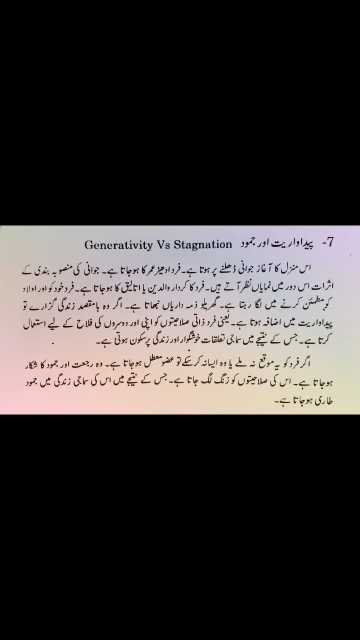 7- پیداواریت اور جمود Generativity Vs Stagnation
اس منزل کا آغاز جوانی ڈھلنے پر ہوتا ہے۔ فرد ادھیڑ عمر کا ہو جاتا ہے۔ جوانی کی منصوبہ بندی کے
اثرات اس دور میں نمایاں نظر آتے ہیں۔ فرد کا کردار والدین یا اتالیق کا ہو جاتا ہے۔ فرد خود کو اور اولاد
کو مطمئن کرنے میں لگا رہتا ہے۔ گھریلو ذمہ داریاں نبھاتا ہے۔ اگر وہ بامقصد زندگی گزارے تو
پیداواریت میں اضافہ ہوتا ہے۔ یعنی فرد ذاتی صلاحیتوں کو اپنی اور دوسروں کی فلاح کے لیے استعمال
کرتا ہے۔ جس کے نتیجے میں سماجی تعلقات خوشگوار اور زندگی پرسکون ہوتی ہے۔
اگر فرد کو یہ موقع نہ ملے یا وہ ایسا نہ کر سکے تو عضو معطل ہو جاتا ہے۔ وہ رجعت اور جمود کا شکار
ہو جاتا ہے۔ اس کی صلاحیتوں کو زنگ لگ جاتا ہے۔ جس کے نتیجے میں اس کی سماجی زندگی میں جمود
طاری ہو جاتا ہے۔